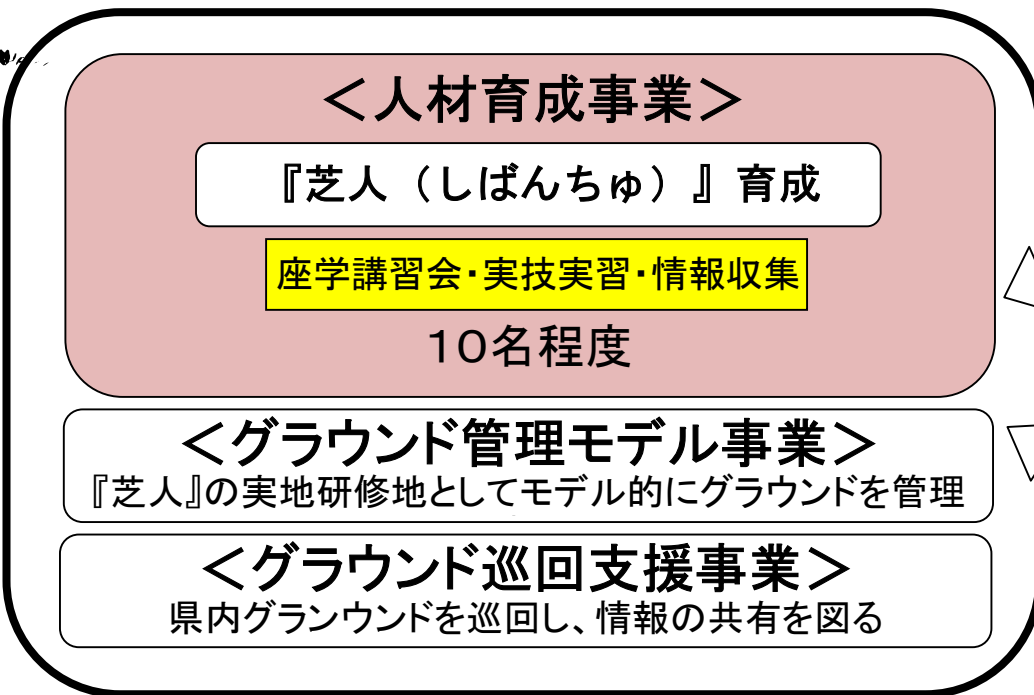 ＜人材育成事業＞
『芝人（しばんちゅ）』育成
座学講習会・実技実習・情報収集
１０名程度
＜グラウンド管理モデル事業＞
『芝人』の実地研修地としてモデル的にグラウンドを管理
＜グラウンド巡回支援事業＞
県内グランウンドを巡回し、情報の共有を図る